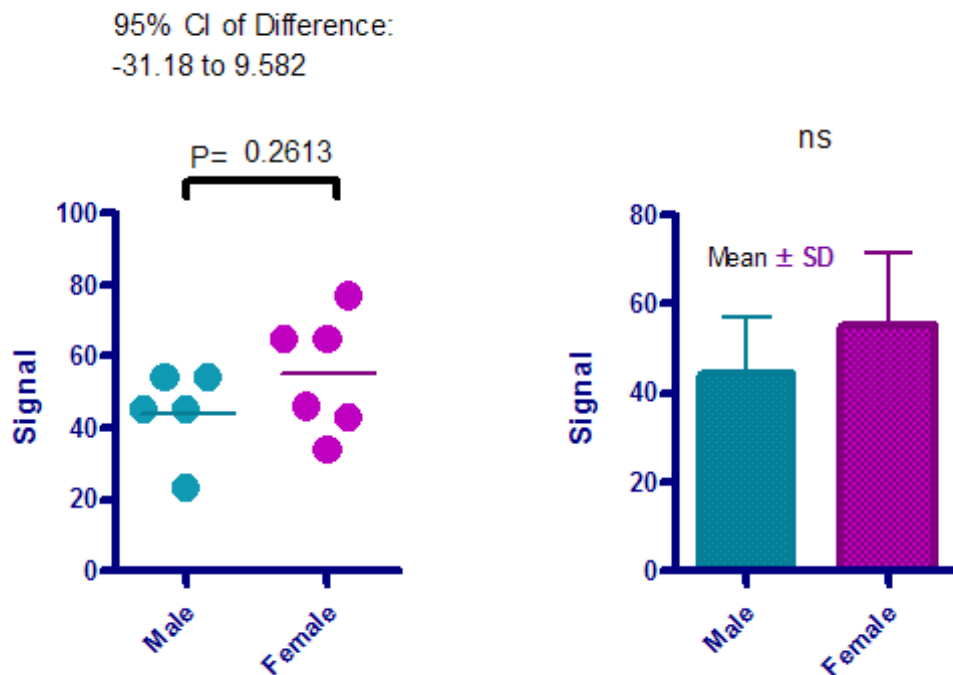 95% CI of Difference:
-31.18 to 9.582
P= 0.2613
100
80
60
40
20
0
Signal
Male
Female
ns
80
60
40
20
0
Mean ± SD
Signal
Male
Female